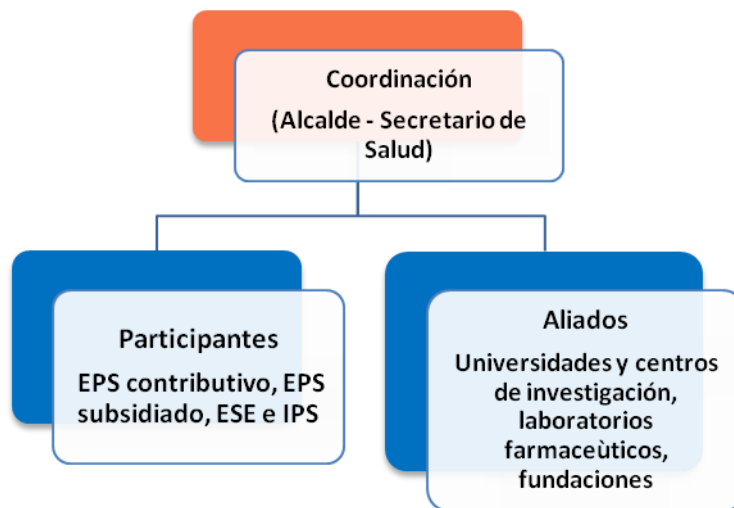 Coordinación
(Alcalde - Secretario de
Salud)
Participantes
EPS contributivo, EPS
subsidiado, ESE e IPS
Aliados
Universidades y centros
de investigación,
laboratorios
farmaceùticos,
fundaciones